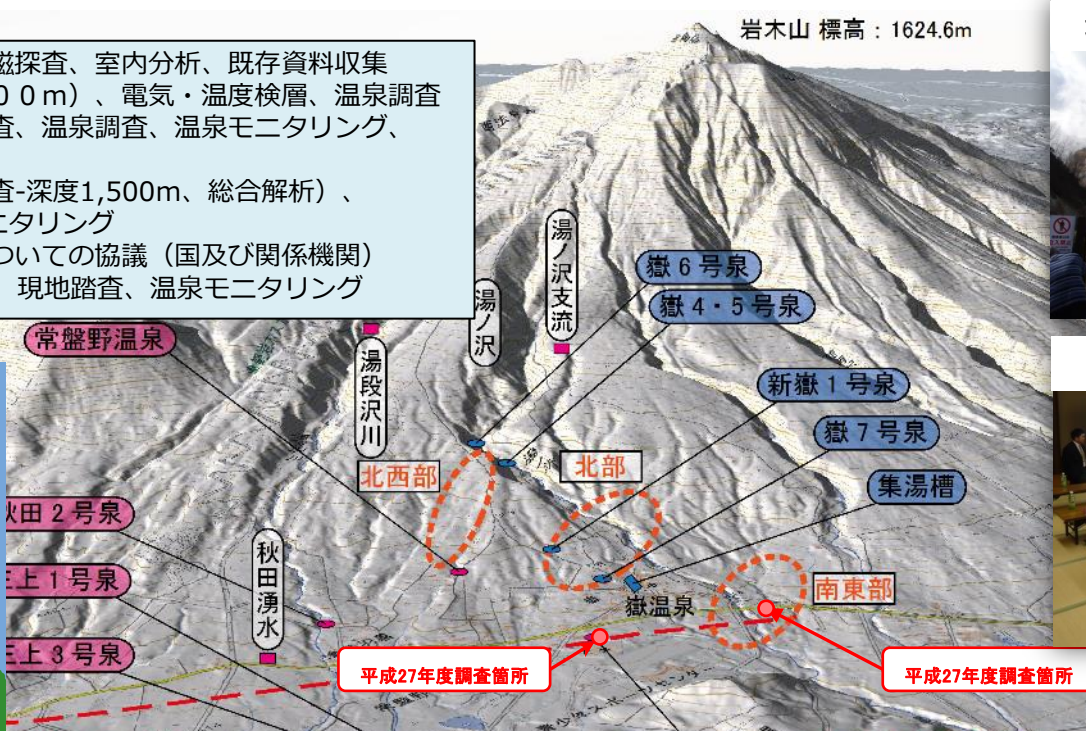 岩木山 標高：1624.6m
磁探査、室内分析、既存資料収集
００ｍ）、電気・温度検層、温泉調査
査、温泉調査、温泉モニタリング、
査-深度1,500m、総合解析）、
ニタリング
ついての協議（国及び関係機関）
現地踏査、温泉モニタリング
湯ノ沢支流
嶽６号泉
湯ノ沢
嶽４・５号泉
常盤野温泉
湯段沢川
新嶽１号泉
嶽７号泉
北西部
北部
集湯槽
秋田２号泉
秋田湧水
三上１号泉
南東部
嶽温泉
三上３号泉
平成27年度調査箇所
平成27年度調査箇所